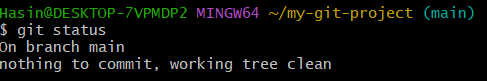 Hasin@DESKTOP-7VPMDP2 MINGW64 ~/my-git-project (main)
$ git status
On branch main
nothing to commit, working tree clean